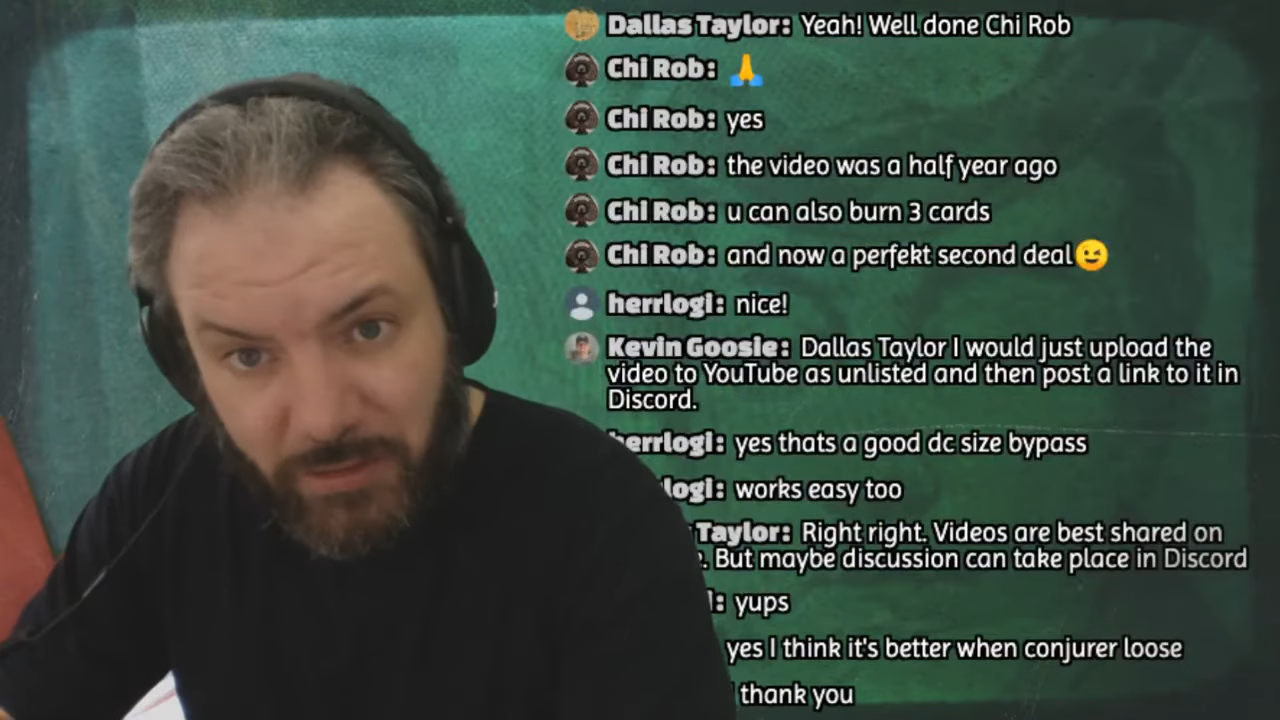 Dallas Taylor: Yeah! Well done Chi Rob
Chi Rob: 🙏
Chi Rob: yes
Chi Rob: the video was a half year ago
Chi Rob: u can also burn 3 cards
Chi Rob: and now a perfekt second deal😉
herrlogi: nice!
Kevin Goosie: Dallas Taylor I would just upload the
video to YouTube as unlisted and then post a link to it in
Discord.
herrlogi: yes thats a good dc size bypass
logi: works easy too
Taylor: Right right. Videos are best shared on
But maybe discussion can take place in Discord
: yups
yes I think it's better when conjurer loose
thank you